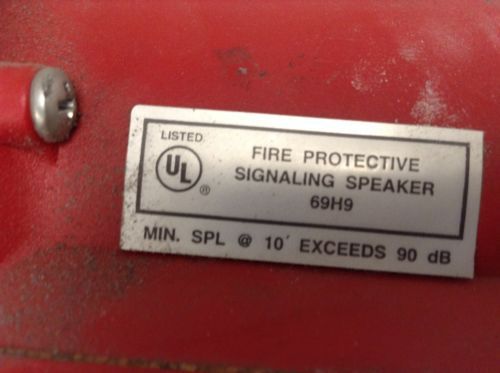 LISTED
UL ®
FIRE PROTECTIVE
SIGNALING SPEAKER
69H9
MIN. SPL @ 10' EXCEEDS 90 dB